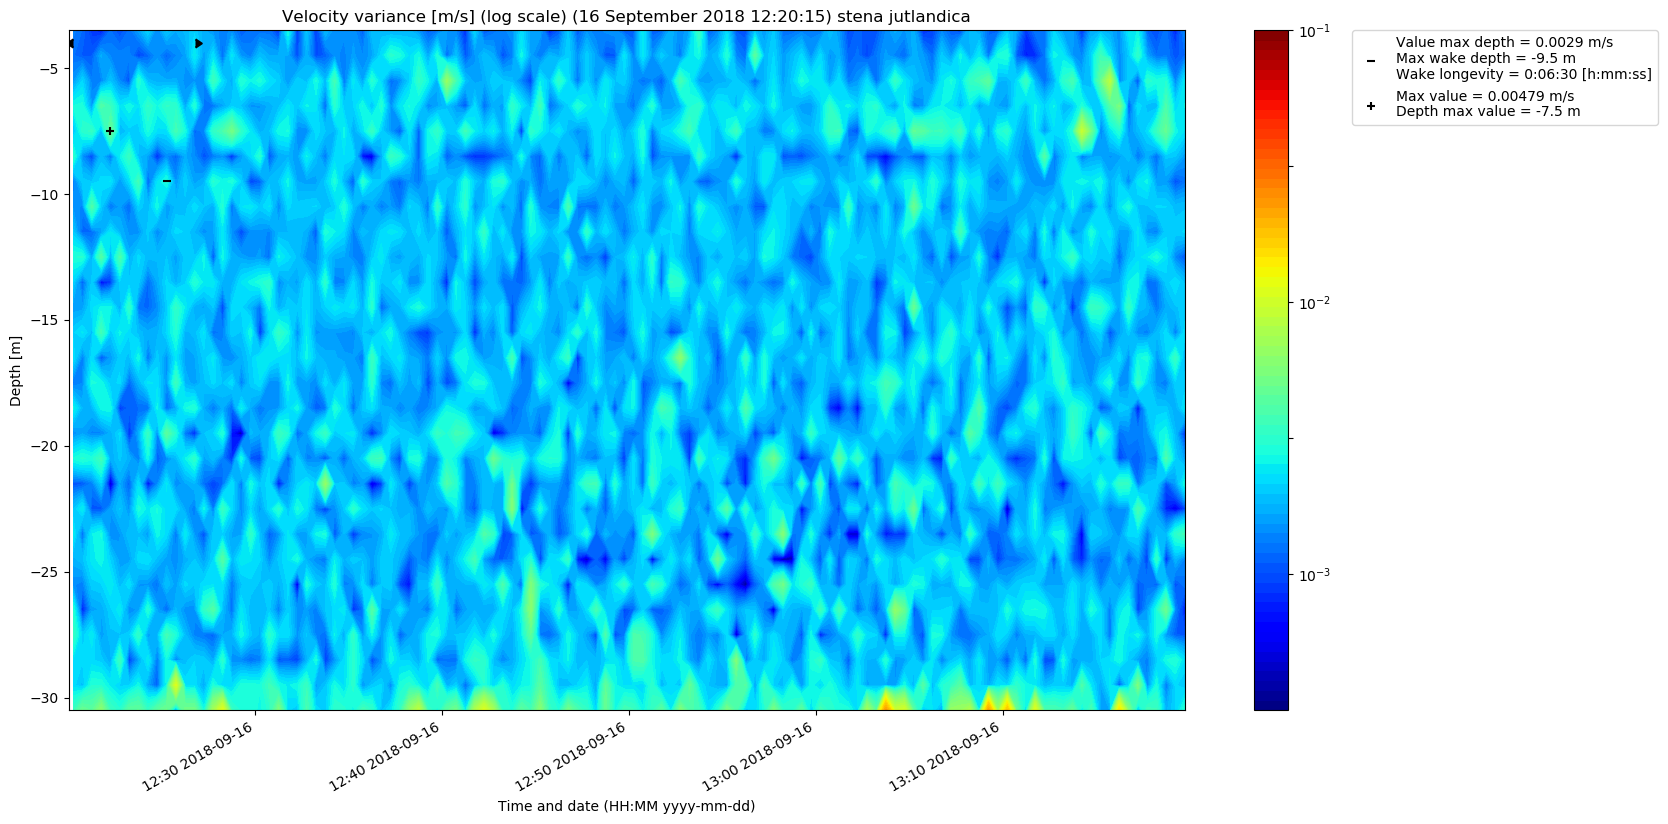 Velocity variance [m/s] (log scale) (16 September 2018 12:20:15) stena jutlandica
Value max depth = 0.0029 m/s
Max wake depth = -9.5 m
Wake longevity = 0:06:30 [h:mm:ss]
Max value = 0.00479 m/s
Depth max value = -7.5 m
10⁻¹
10⁻²
10⁻³
Depth [m]
−5
−10
−15
−20
−25
−30
12:30 2018-09-16
12:40 2018-09-16
12:50 2018-09-16
13:00 2018-09-16
13:10 2018-09-16
Time and date (HH:MM yyyy-mm-dd)